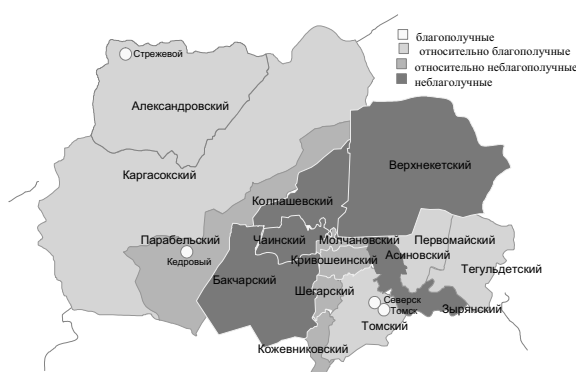 благополучные
относительно благополучные
относительно неблагополучные
неблаголучные
Стрежевой
Александровский
Каргасокский
Верхнекетский
Колпашевский
Парабельский
Чаинский
Молчановский
Первомайский
Кедровый
Кривошеинский
Асиновский
Тегульдетский
Бакчарский
Шегарский
Северск
Томск
Зырянский
Томский
Кожевниковский